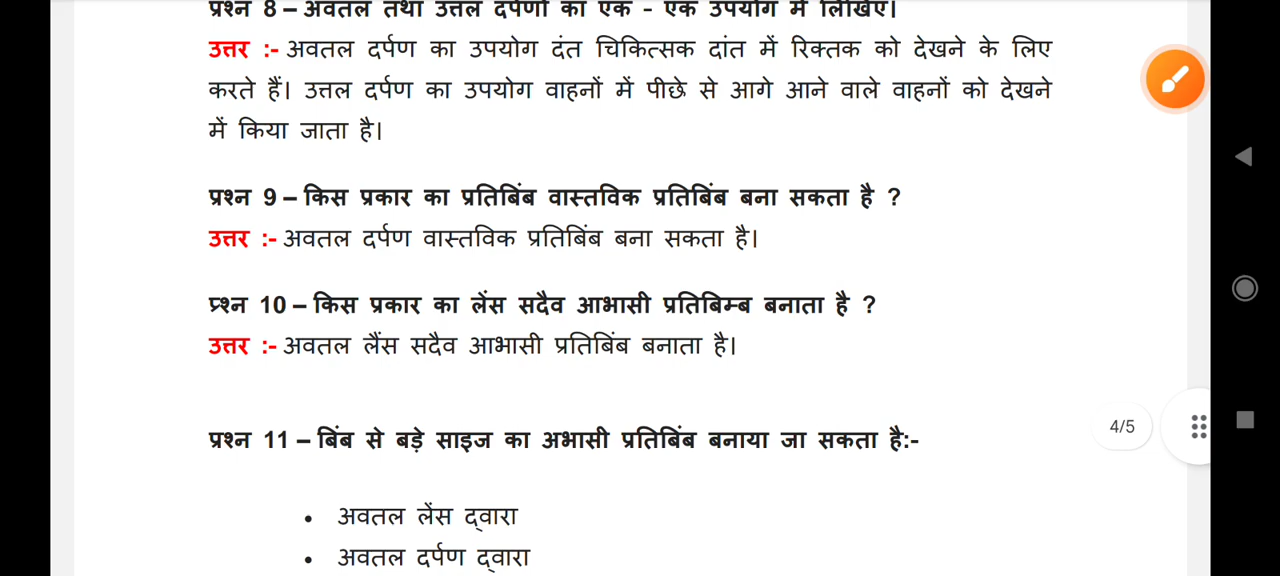 प्रश्न 8 – अवतल तथा उत्तल दर्पणों का एक - एक उपयोग में लिखिए।
उत्तर :- अवतल दर्पण का उपयोग दंत चिकित्सक दांत में रिक्तक को देखने के लिए
करते हैं। उत्तल दर्पण का उपयोग वाहनों में पीछे से आगे आने वाले वाहनों को देखने
में किया जाता है।
प्रश्न 9 – किस प्रकार का प्रतिबिंब वास्तविक प्रतिबिंब बना सकता है ?
उत्तर :- अवतल दर्पण वास्तविक प्रतिबिंब बना सकता है।
प्रश्न 10 – किस प्रकार का लेंस सदैव आभासी प्रतिबिम्ब बनाता है ?
उत्तर :- अवतल लैंस सदैव आभासी प्रतिबिंब बनाता है।
4/5
प्रश्न 11 – बिंब से बड़े साइज का अभासी प्रतिबिंब बनाया जा सकता है:-
• अवतल लेंस द्वारा
• अवतल दर्पण द्वारा